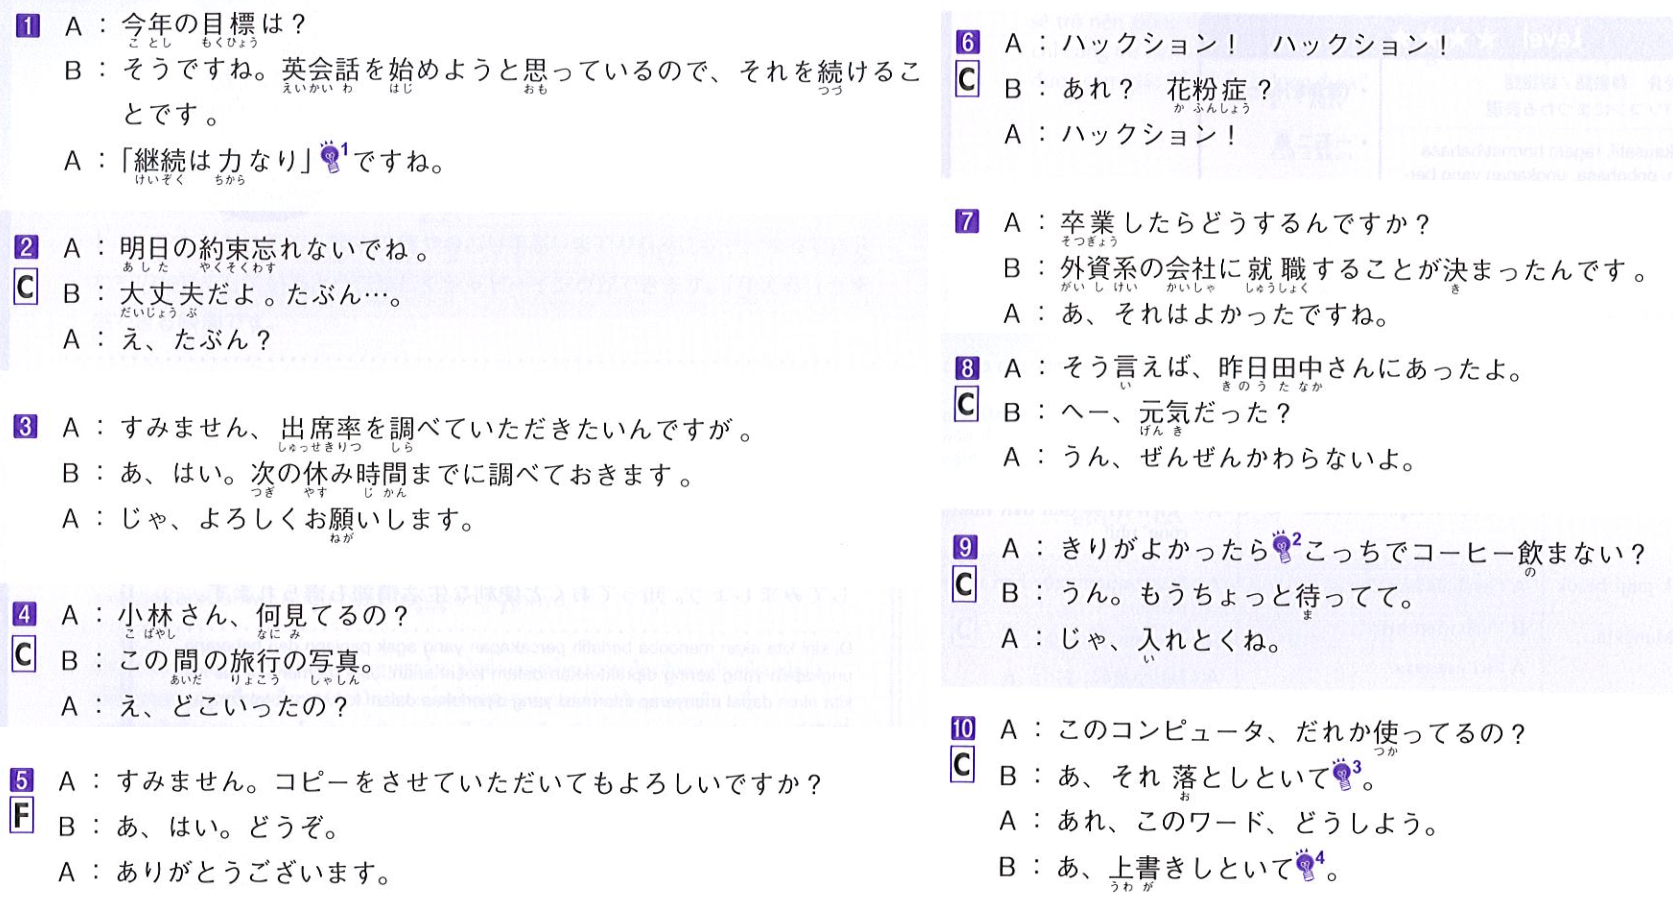 1 A：今年の目標は？
B：そうですね。英会話を始めようと思っているので、それを続けるこ
とです。
A：「継続は力なり」1ですね。
2 A：明日の約束忘れないでね。
C B：大丈夫だよ。たぶん…。
A：え、たぶん？
3 A：すみません、出席率を調べていただきたいんですが。
B：あ、はい。次の休み時間までに調べておきます。
A：じゃ、よろしくお願いします。
4 A：小林さん、何見てるの？
C B：この間の旅行の写真。
A：え、どこいったの？
5 A：すみません。コピーをさせていただいてもよろしいですか？
F B：あ、はい。どうぞ。
A：ありがとうございます。
6 A：ハックション！　ハックション！
C B：あれ？　花粉症？
A：ハックション！
7 A：卒業したらどうするんですか？
B：外資系の会社に就職することが決まったんです。
A：あ、それはよかったですね。
8 A：そう言えば、昨日田中さんにあったよ。
C B：へー、元気だった？
A：うん、ぜんぜんかわらないよ。
9 A：きりがよかったら2こっちでコーヒー飲まない？
C B：うん。もうちょっと待ってて。
A：じゃ、入れとくね。
10 A：このコンピュータ、だれか使ってるの？
C B：あ、それ落としといて3。
A：あれ、このワード、どうしよう。
B：あ、上書きしといて4。